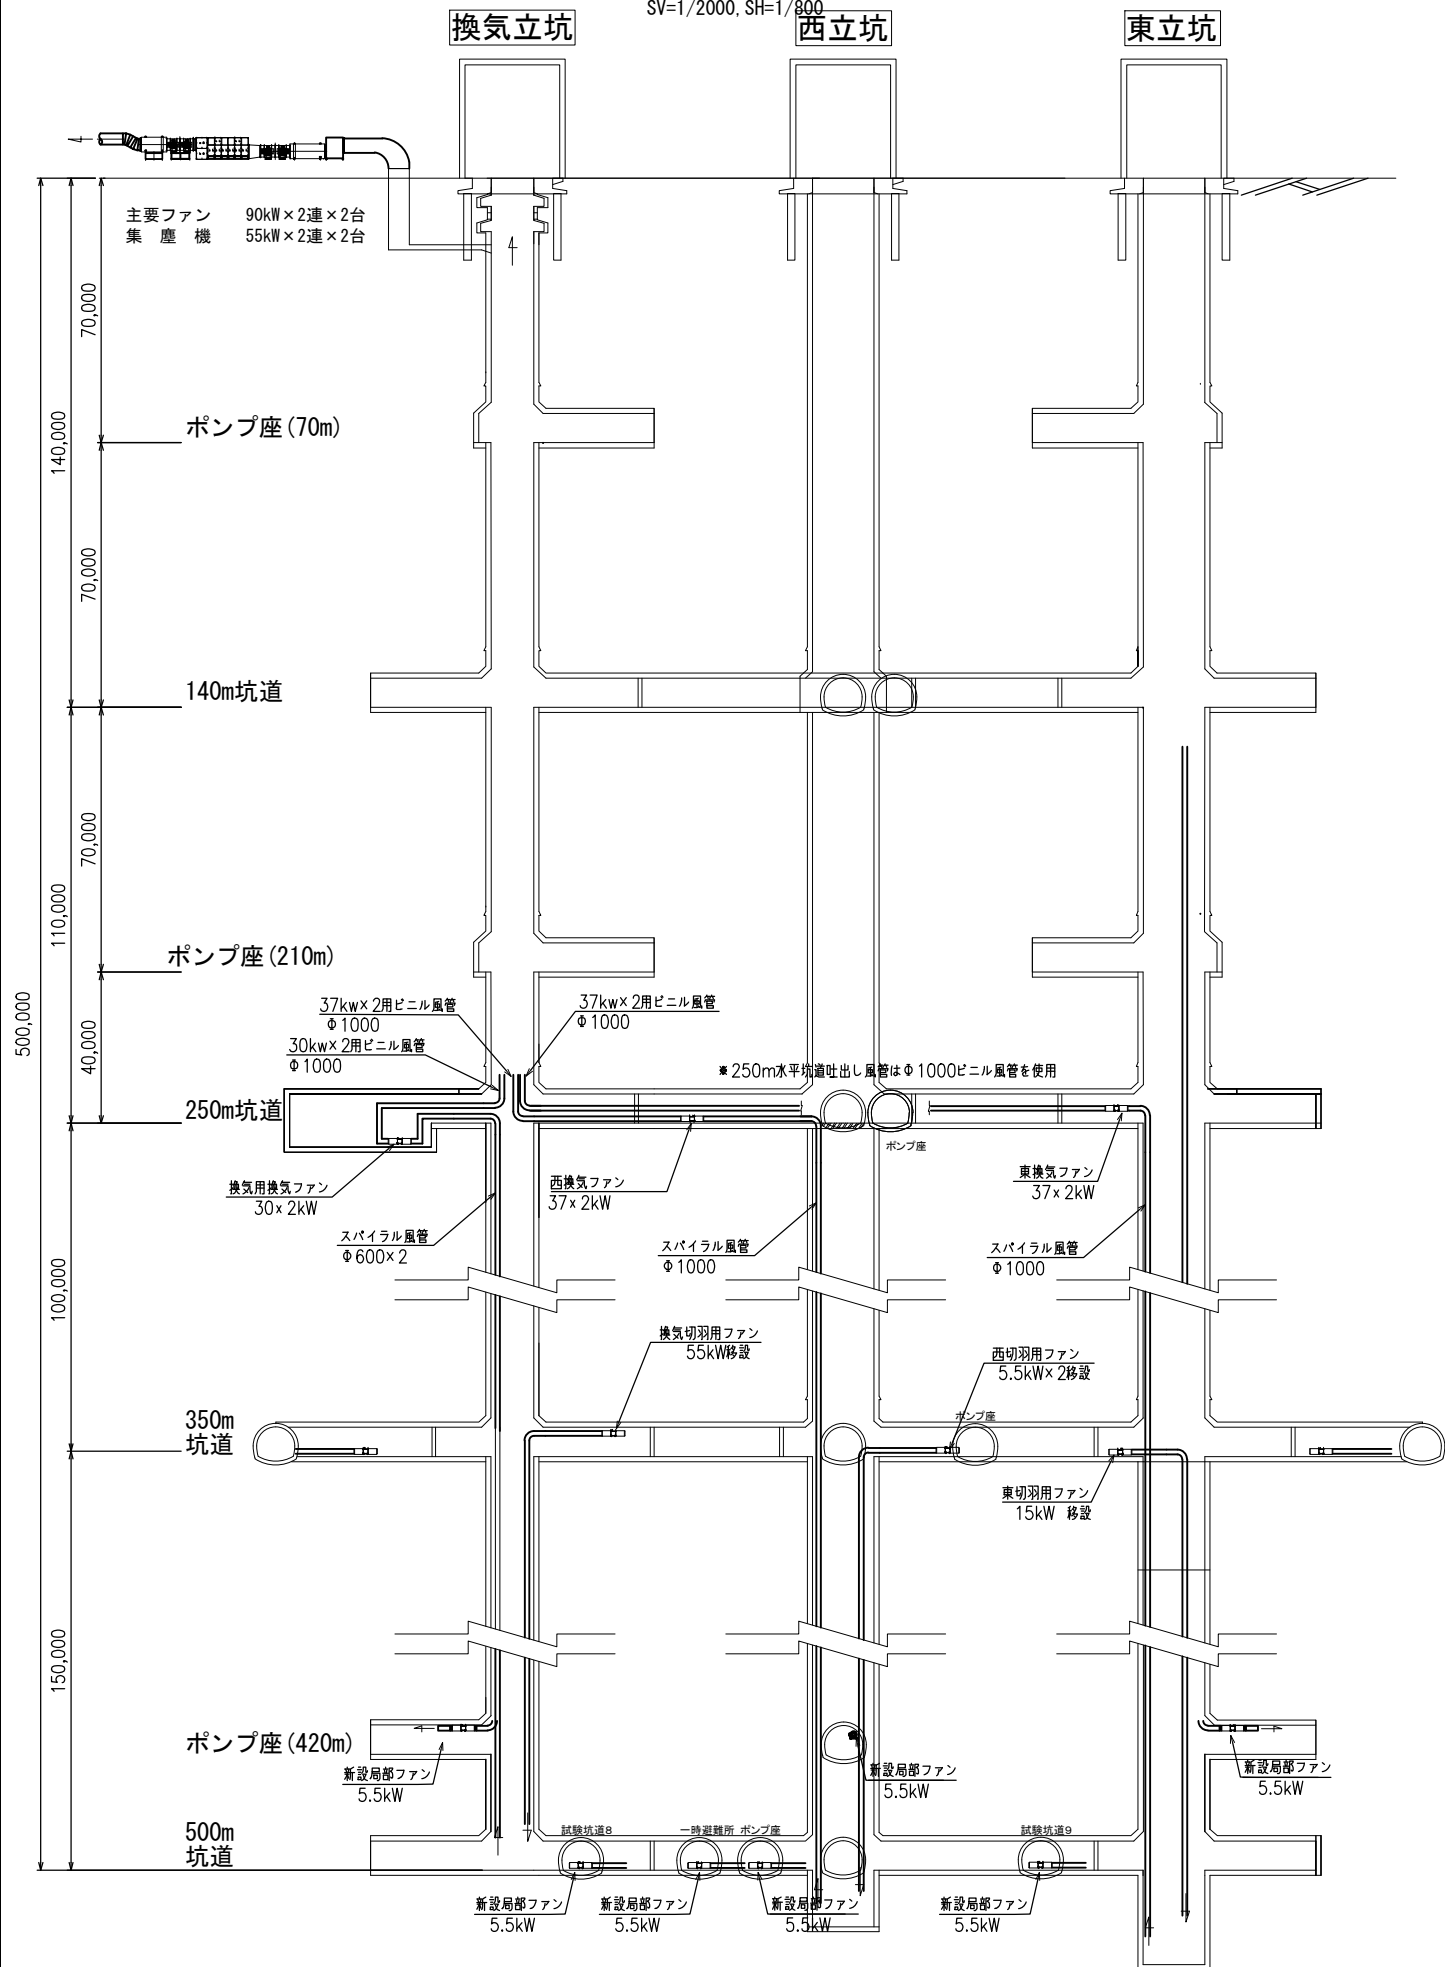 SV=1/2000, SH=1/800
換気立坑
西立坑
東立坑
主要ファン 90kW×2連×2台
集 塵 機 55kW×2連×2台
70,000
ポンプ座(70m)
140,000
70,000
140m坑道
70,000
110,000
ポンプ座(210m)
500,000
40,000
37kw×2用ビニル風管
Φ1000
37kw×2用ビニル風管
Φ1000
30kw×2用ビニル風管
Φ1000
※250m水平坑道吐出し風管はΦ1000ビニル風管を使用
250m坑道
ポンプ座
換気用換気ファン
30×2kW
西換気ファン
37×2kW
東換気ファン
37×2kW
スパイラル風管
Φ600×2
スパイラル風管
Φ1000
スパイラル風管
Φ1000
100,000
換気切羽用ファン
55kW移設
西切羽用ファン
5.5kW×2移設
350m
坑道
ポンプ座
東切羽用ファン
15kW 移設
150,000
ポンプ座(420m)
新設局部ファン
5.5kW
新設局部ファン
5.5kW
新設局部ファン
5.5kW
500m
坑道
試験坑道8
一時避難所
ポンプ座
試験坑道9
新設局部ファン
5.5kW
新設局部ファン
5.5kW
新設局部ファン
5.5kW
新設局部ファン
5.5kW